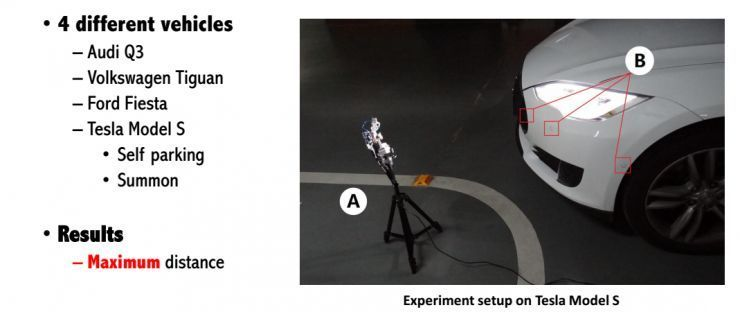 • 4 different vehicles
– Audi Q3
– Volkswagen Tiguan
– Ford Fiesta
– Tesla Model S
• Self parking
• Summon
• Results
– Maximum distance
A
B
Experiment setup on Tesla Model S